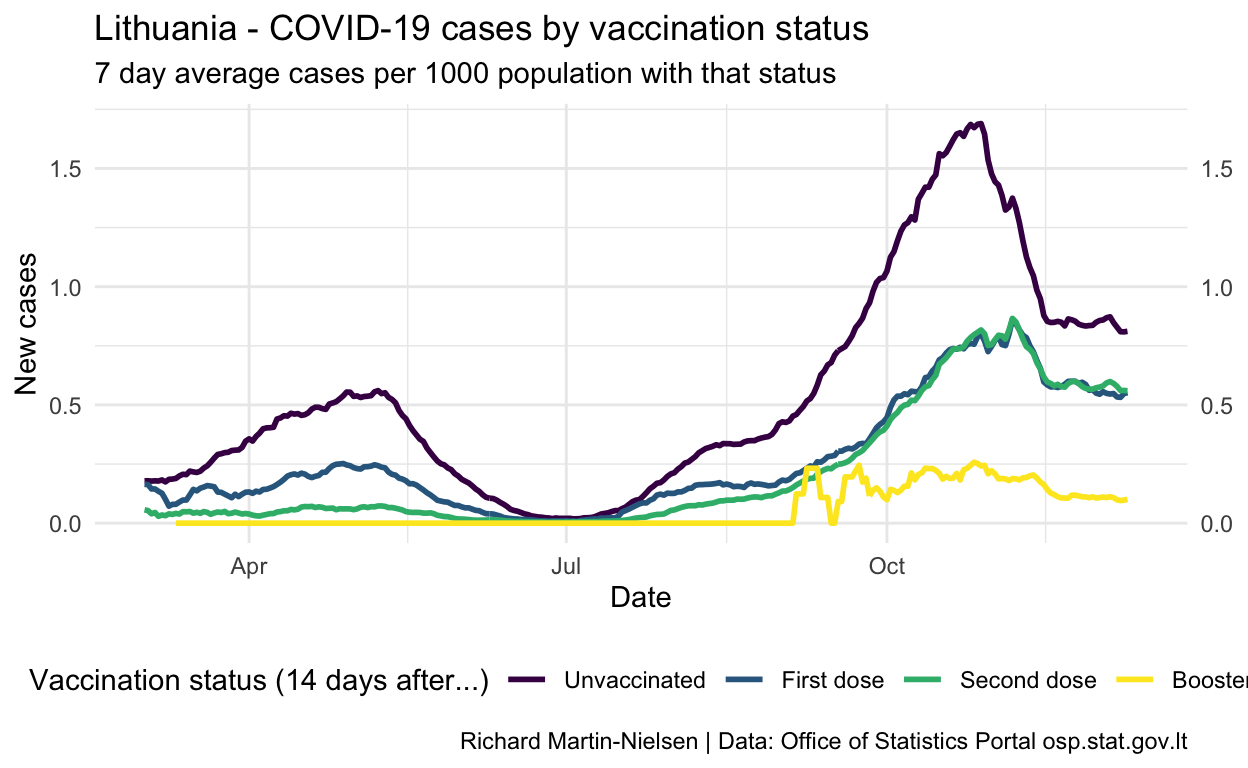 Lithuania - COVID-19 cases by vaccination status
7 day average cases per 1000 population with that status
New cases
1.5
1.0
0.5
0.0
1.5
1.0
0.5
0.0
Apr Jul Oct
Date
Vaccination status (14 days after...) Unvaccinated First dose Second dose Booster
Richard Martin-Nielsen | Data: Office of Statistics Portal osp.stat.gov.lt